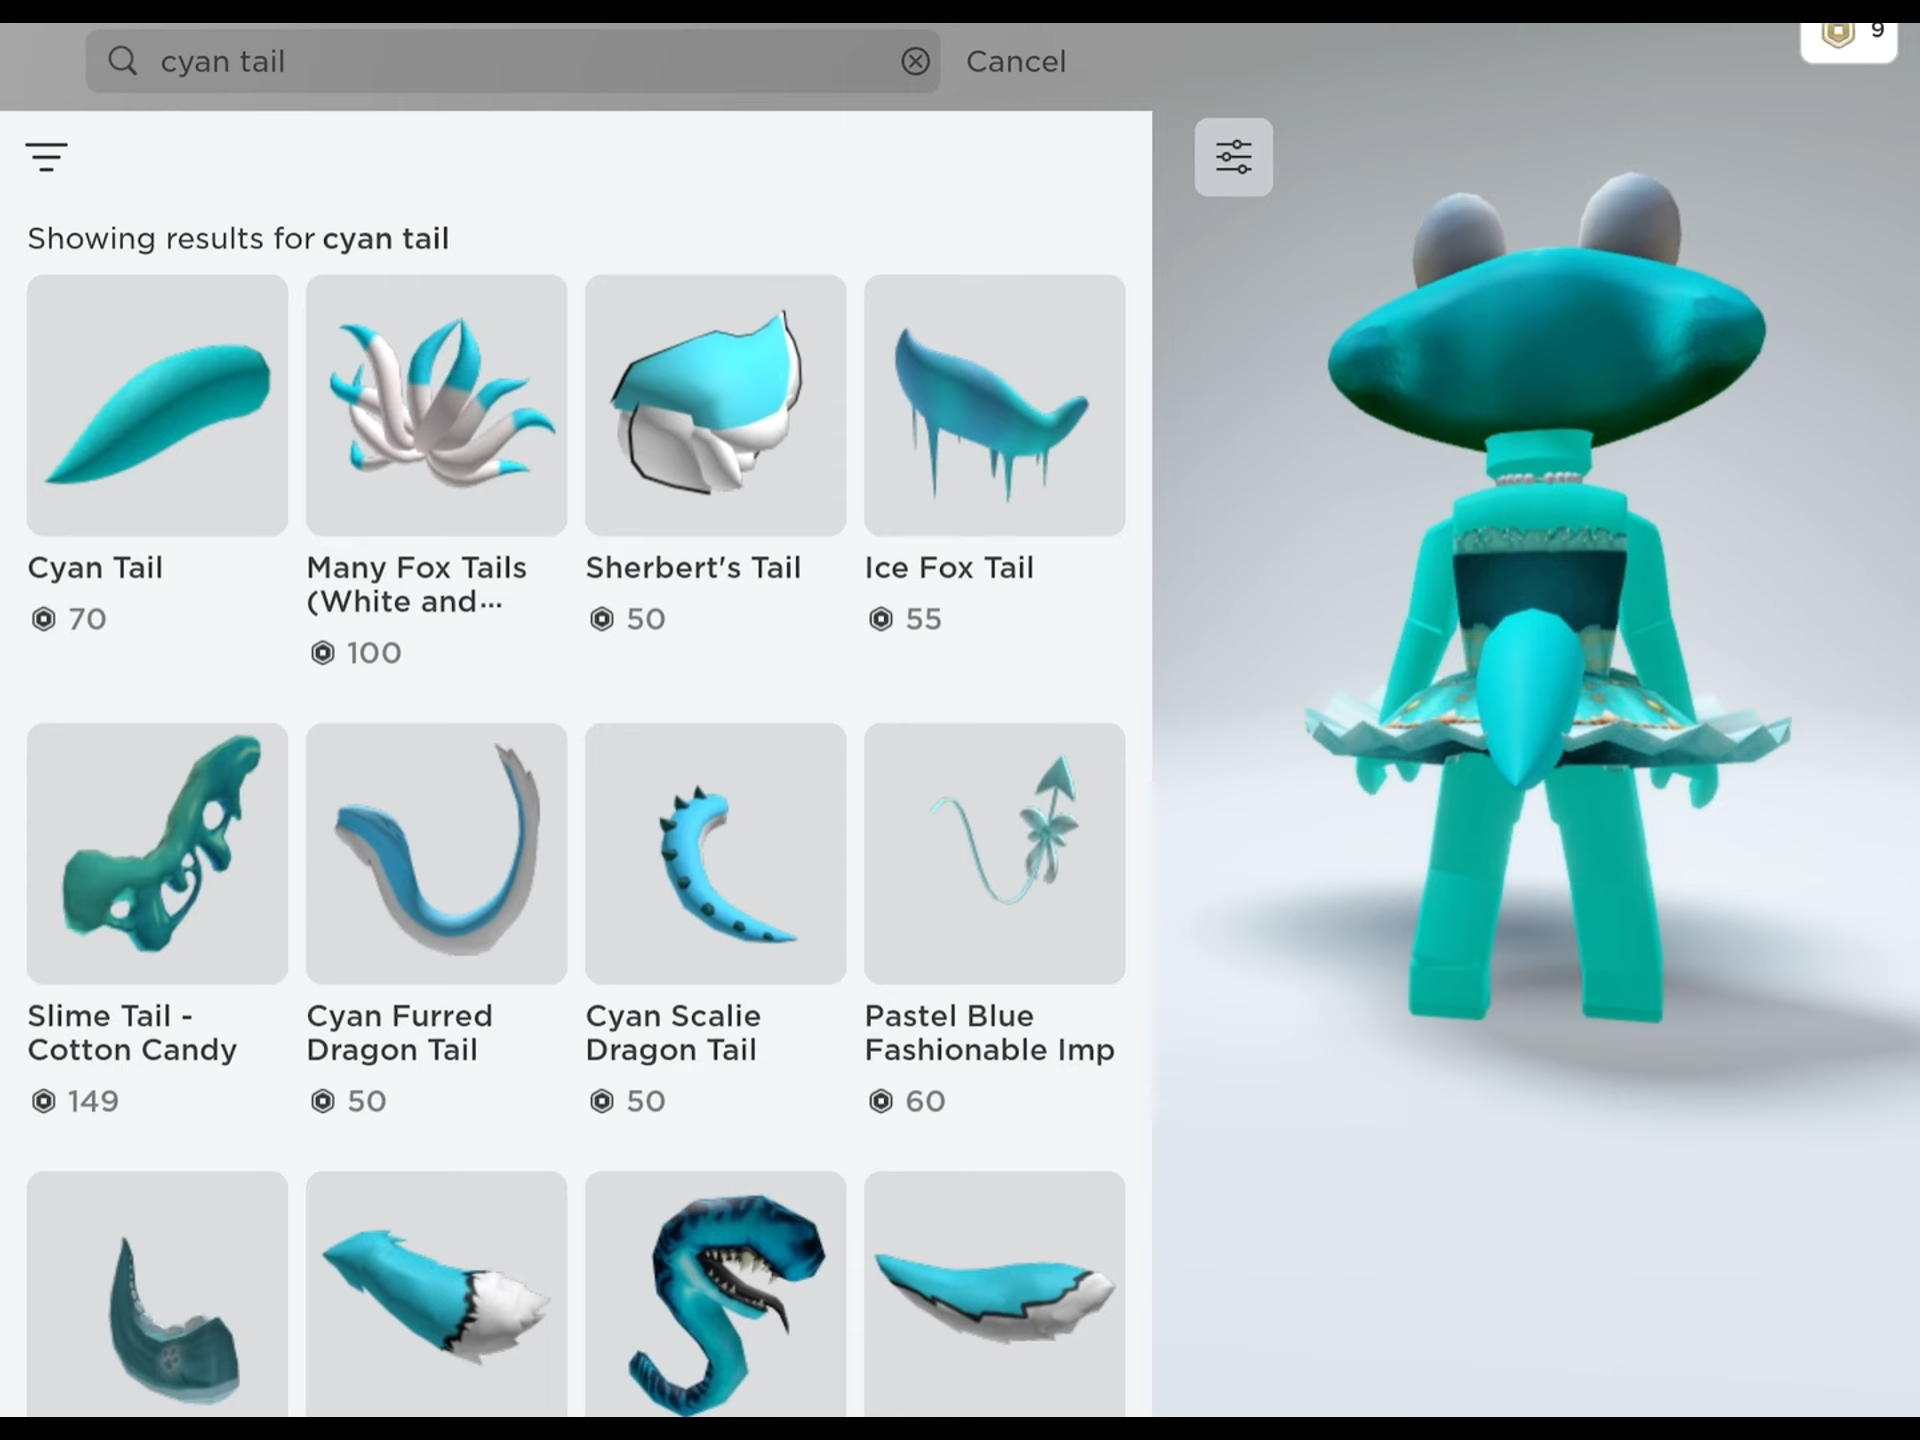 cyan tail
Cancel
9
Showing results for cyan tail
Cyan Tail
70
Many Fox Tails
(White and···
100
Sherbert's Tail
50
Ice Fox Tail
55
Slime Tail -
Cotton Candy
149
Cyan Furred
Dragon Tail
50
Cyan Scalie
Dragon Tail
50
Pastel Blue
Fashionable Imp
60